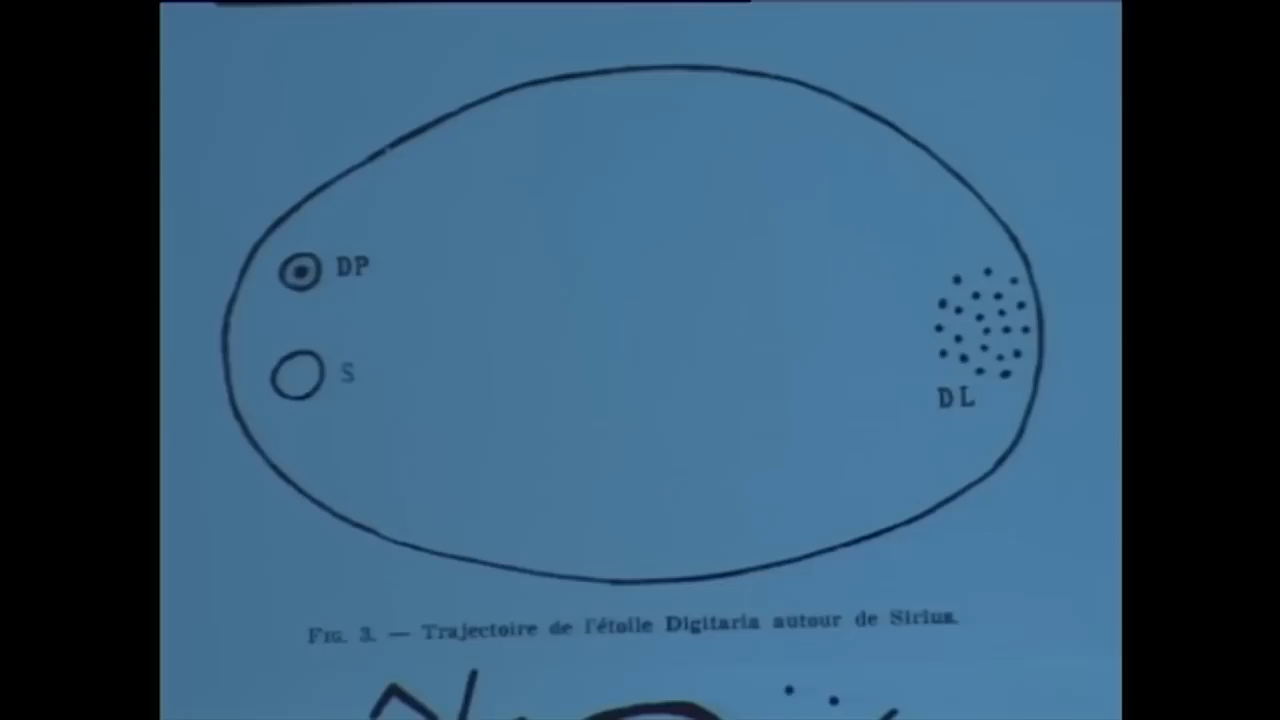 DP
S
DL
FIG. 3. — Trajectoire de l'étoile Digitaria autour de Sirius.